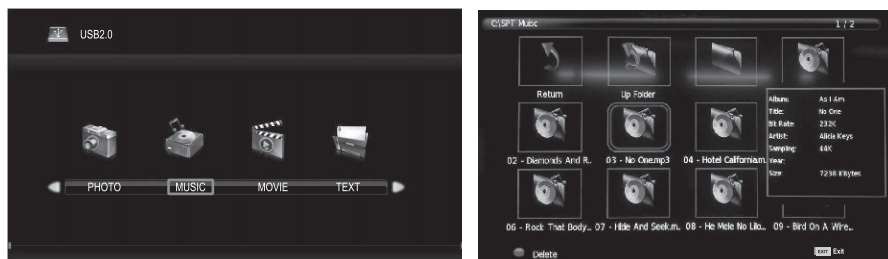 USB2.0
PHOTO MUSIC MOVIE TEXT
C:\SPT Music 1 / 2
Return Up Folder
Album: As I Am
Title: No One
Bit Rate: 232K
Artist: Alicia Keys
Sampling: 44K
Year:
Size: 7238 KBytes
02 - Diamonds And R.. 03 - No One.mp3 04 - Hotel California.m
06 - Rock That Body... 07 - Hide And Seek.m.. 08 - He Mele No Lilo... 09 - Bird On A Wire...
Delete EXIT Exit